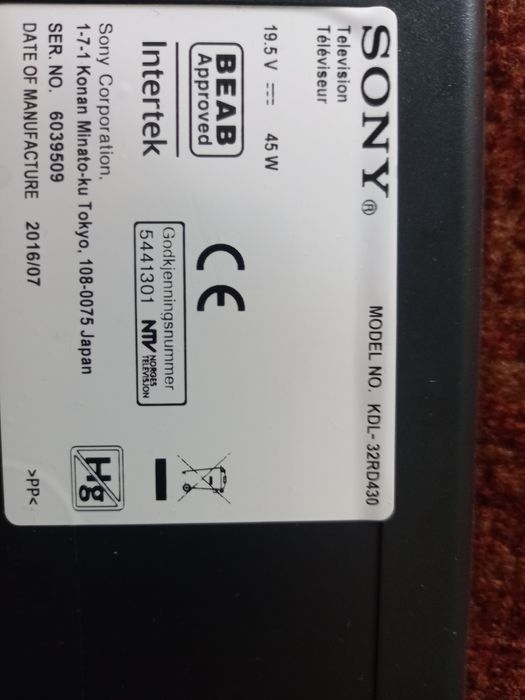 SONY®
MODEL NO. KDL-32RD430
Television
Téléviseur
19.5 V 45 W
BEAB
Approved
Intertek
CE
Godkjenningsnummer
5441301 NTV NORGES
TELEVISJON
Sony Corporation,
1-7-1 Konan Minato-ku Tokyo, 108-0075 Japan
SER. NO. 6039509
DATE OF MANUFACTURE 2016/07
Hg
>PP<